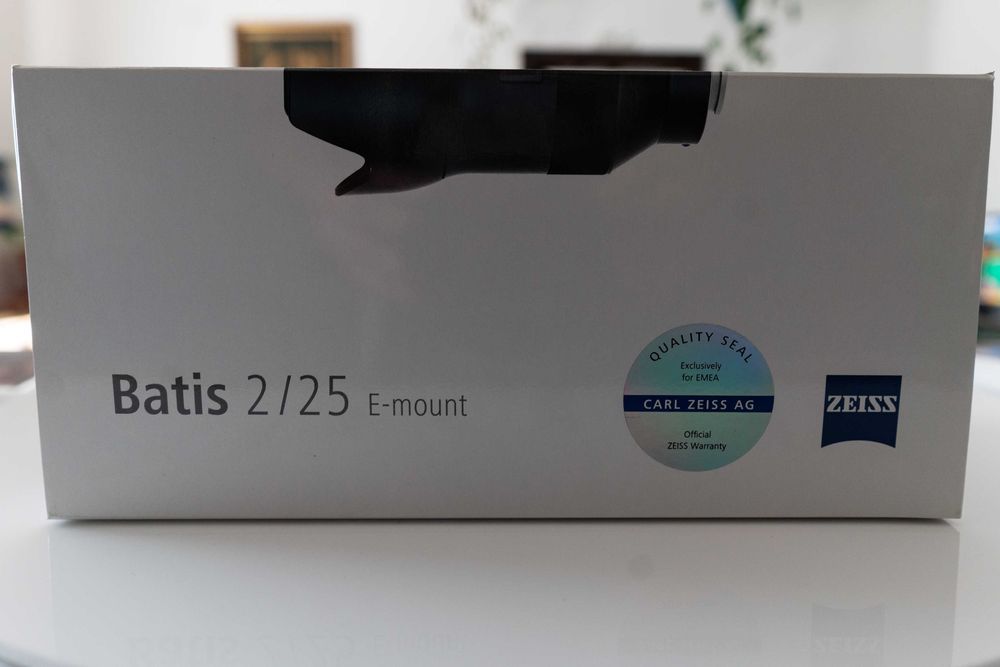 Batis 2/25 E-mount
QUALITY SEAL
Exclusively
for EMEA
CARL ZEISS AG
Official
ZEISS Warranty
ZEISS